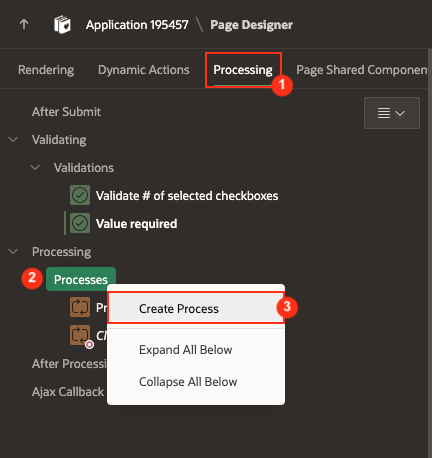 Application 195457 \ Page Designer
Rendering Dynamic Actions Processing Page Shared Componen
1
After Submit
Validating
Validations
Validate # of selected checkboxes
Value required
Processing
2 Processes
Pr
Create Process 3
Cl
Expand All Below
After Processi
Collapse All Below
Ajax Callback